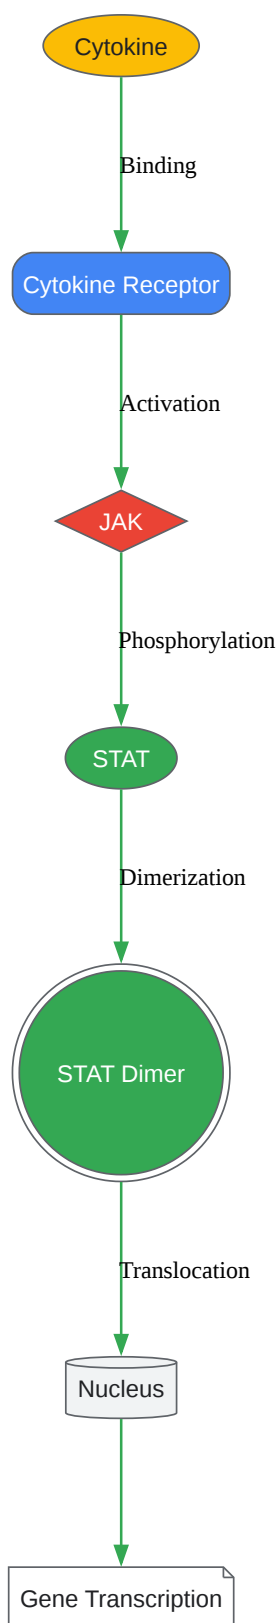 Cytokine
Binding
Cytokine Receptor
Activation
JAK
Phosphorylation
STAT
Dimerization
STAT Dimer
Translocation
Nucleus
Gene Transcription